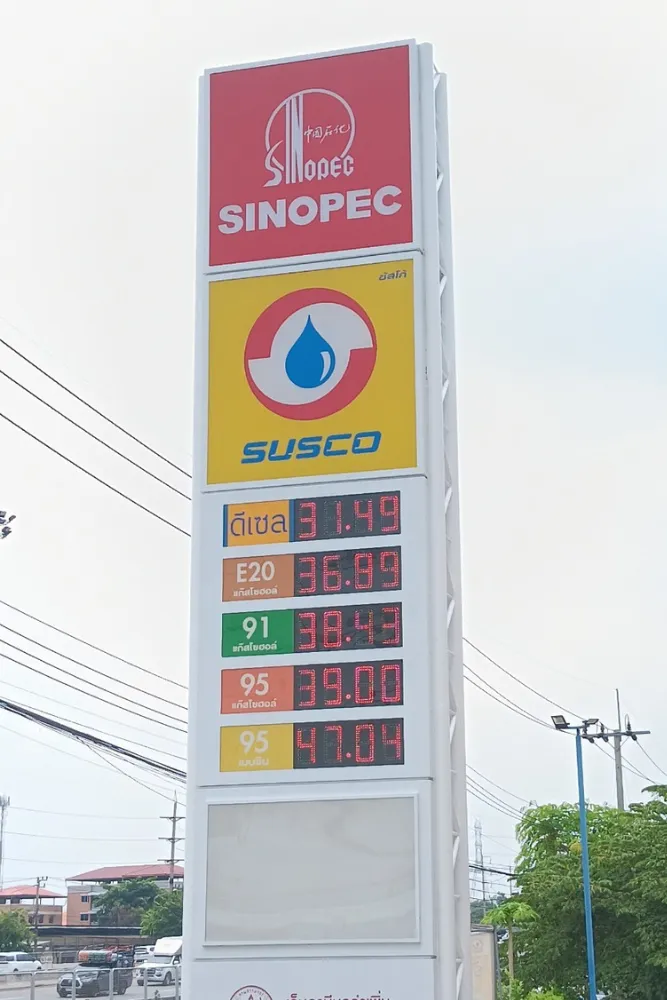 中国石化
SINOPEC
SINOPEC
ซัสโก้
SUSCO
ดีเซล 31.49
E20 36.89
แก๊สโซฮอล์
91 38.43
แก๊สโซฮอล์
95 39.00
แก๊สโซฮอล์
95 47.04
เบนซิน